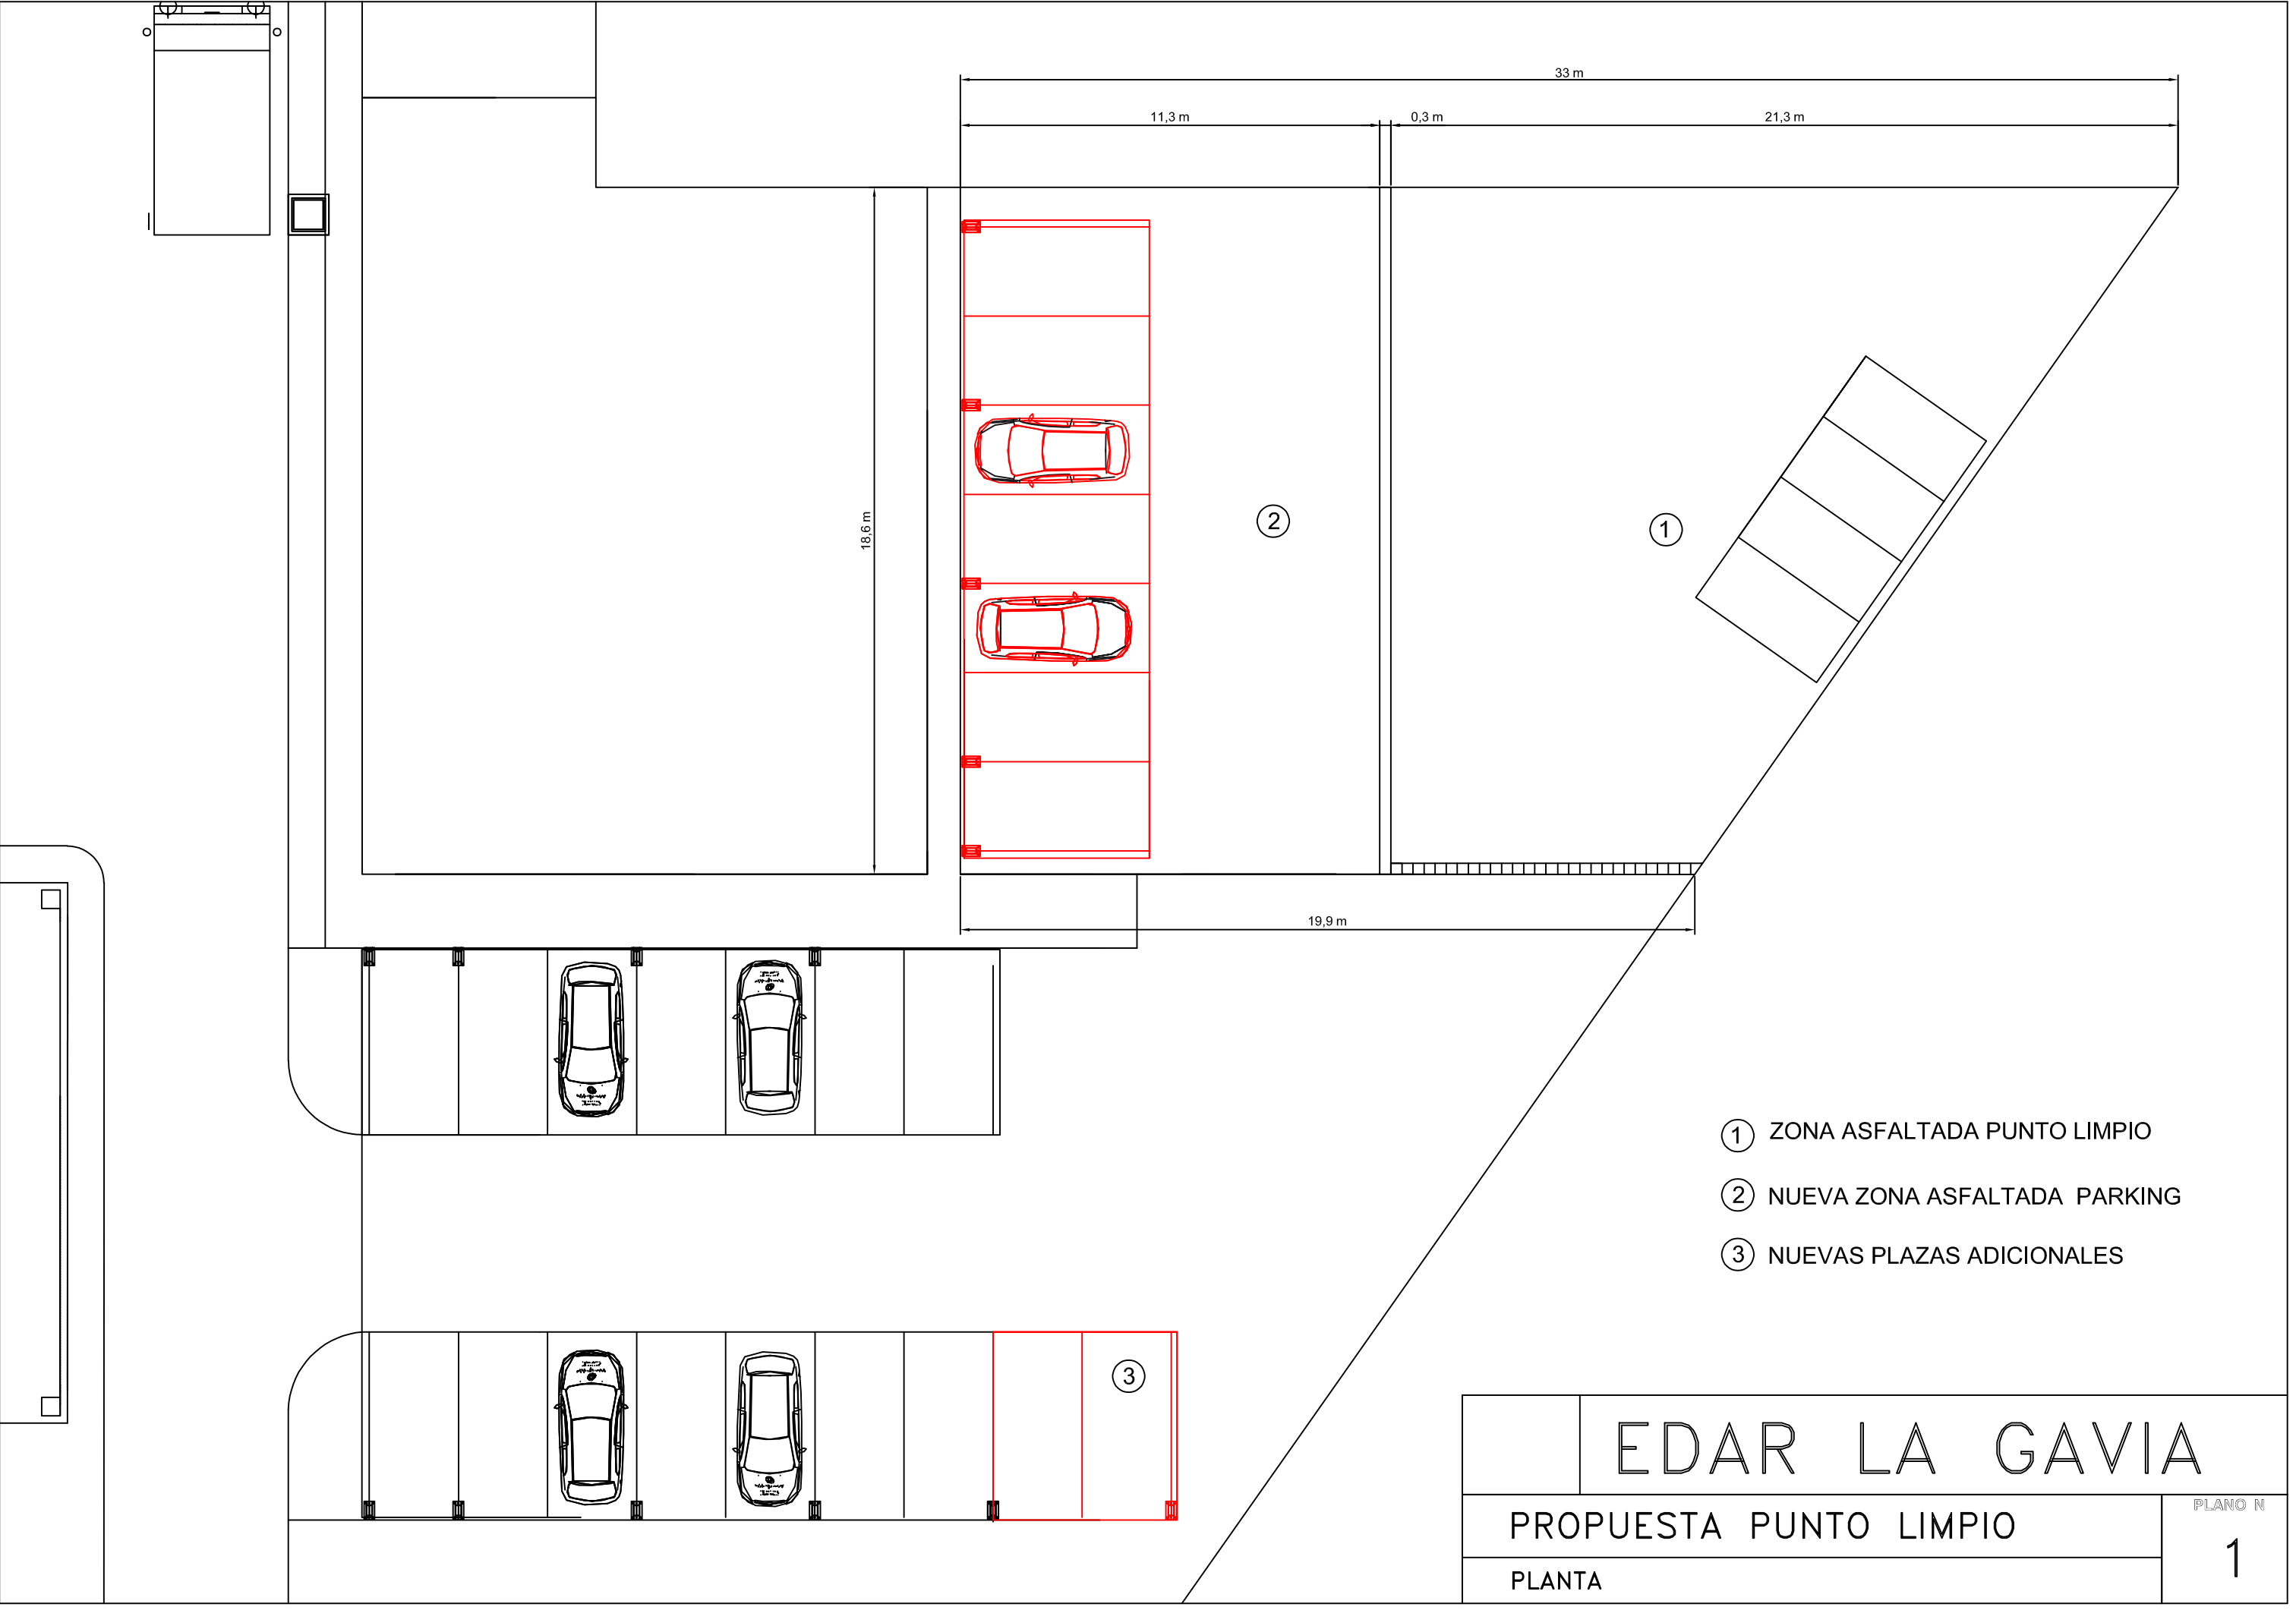 33 m
11,3 m
0,3 m
21,3 m
18,6 m
2
1
19,9 m
1 ZONA ASFALTADA PUNTO LIMPIO
2 NUEVA ZONA ASFALTADA PARKING
3 NUEVAS PLAZAS ADICIONALES
3
EDAR LA GAVIA
PROPUESTA PUNTO LIMPIO
PLANO N
1
PLANTA